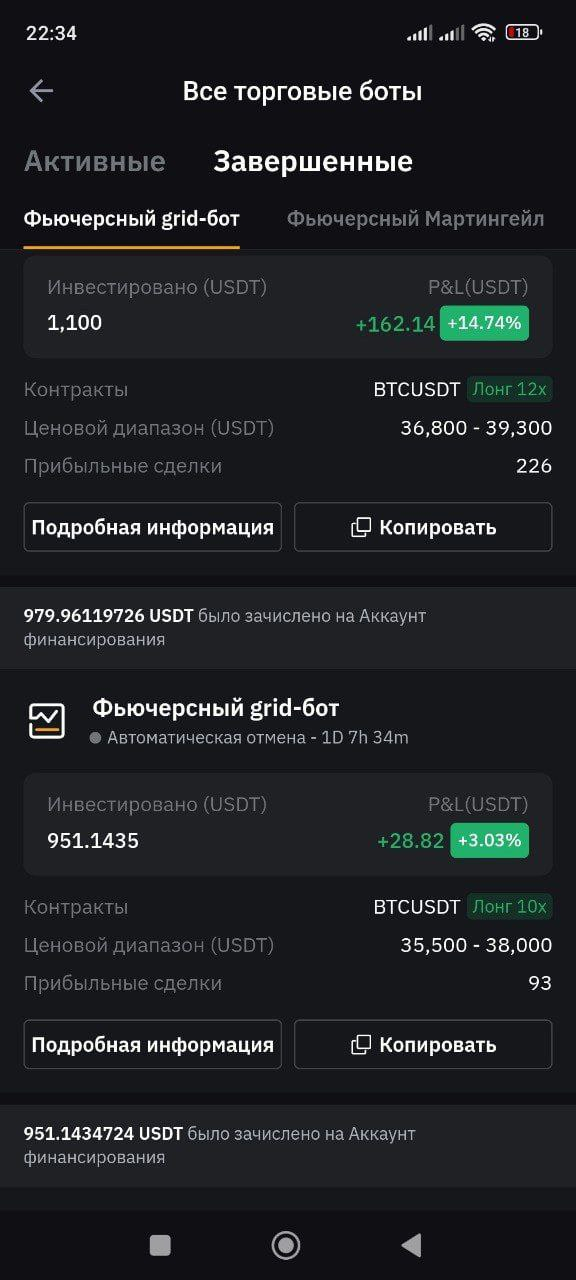 22:34
18
Все торговые боты
Активные Завершенные
Фьючерсный grid-бот Фьючерсный Мартингейл
Инвестировано (USDT) P&L(USDT)
1,100 +162.14 +14.74%
Контракты BTCUSDT Лонг 12x
Ценовой диапазон (USDT) 36,800 - 39,300
Прибыльные сделки 226
Подробная информация Копировать
979.96119726 USDT было зачислено на Аккаунт
финансирования
Фьючерсный grid-бот
Автоматическая отмена - 1D 7h 34m
Инвестировано (USDT) P&L(USDT)
951.1435 +28.82 +3.03%
Контракты BTCUSDT Лонг 10x
Ценовой диапазон (USDT) 35,500 - 38,000
Прибыльные сделки 93
Подробная информация Копировать
951.1434724 USDT было зачислено на Аккаунт
финансирования